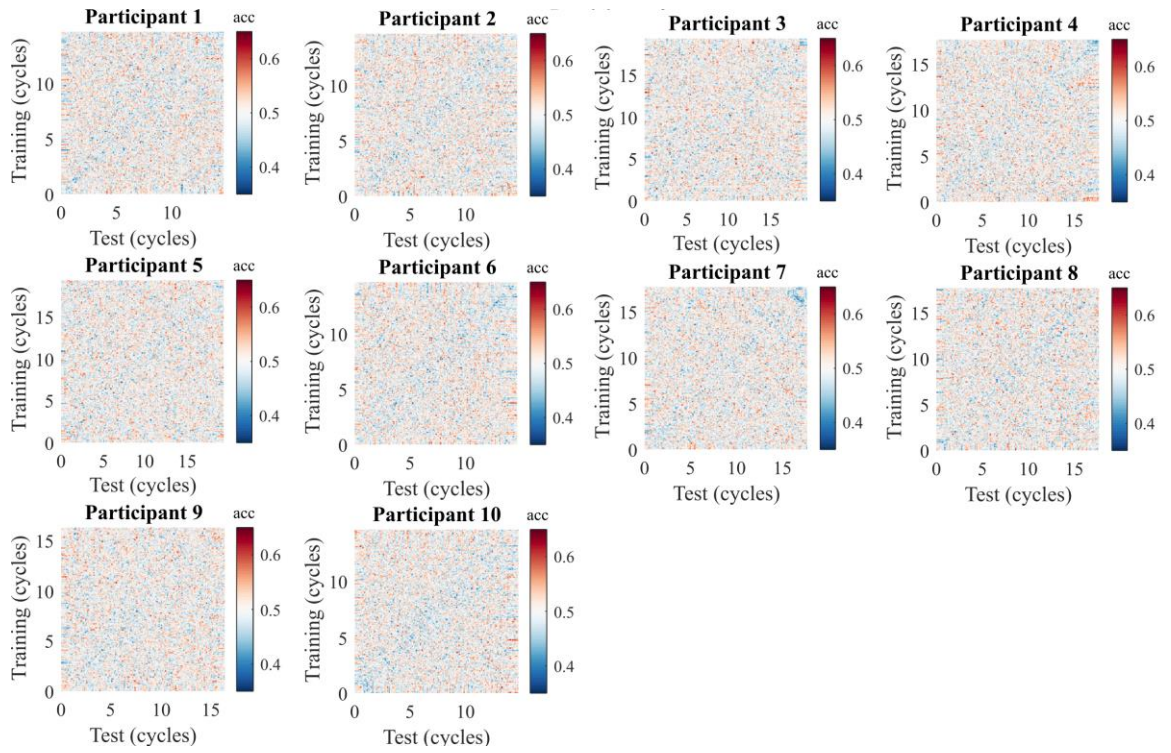 Participant 1
acc
0.6
0.5
0.4
10
5
0
Training (cycles)
0 5 10
Test (cycles)
Participant 2
acc
0.6
0.5
0.4
10
5
0
Training (cycles)
0 5 10
Test (cycles)
Participant 3
acc
0.6
0.5
0.4
15
10
5
0
Training (cycles)
0 5 10 15
Test (cycles)
Participant 4
acc
0.6
0.5
0.4
15
10
5
0
Training (cycles)
0 5 10 15
Test (cycles)
Participant 5
acc
0.6
0.5
0.4
15
10
5
0
Training (cycles)
0 5 10 15
Test (cycles)
Participant 6
acc
0.6
0.5
0.4
10
5
0
Training (cycles)
0 5 10
Test (cycles)
Participant 7
acc
0.6
0.5
0.4
15
10
5
0
Training (cycles)
0 5 10 15
Test (cycles)
Participant 8
acc
0.6
0.5
0.4
15
10
5
0
Training (cycles)
0 5 10 15
Test (cycles)
Participant 9
acc
0.6
0.5
0.4
15
10
5
0
Training (cycles)
0 5 10 15
Test (cycles)
Participant 10
acc
0.6
0.5
0.4
10
5
0
Training (cycles)
0 5 10
Test (cycles)